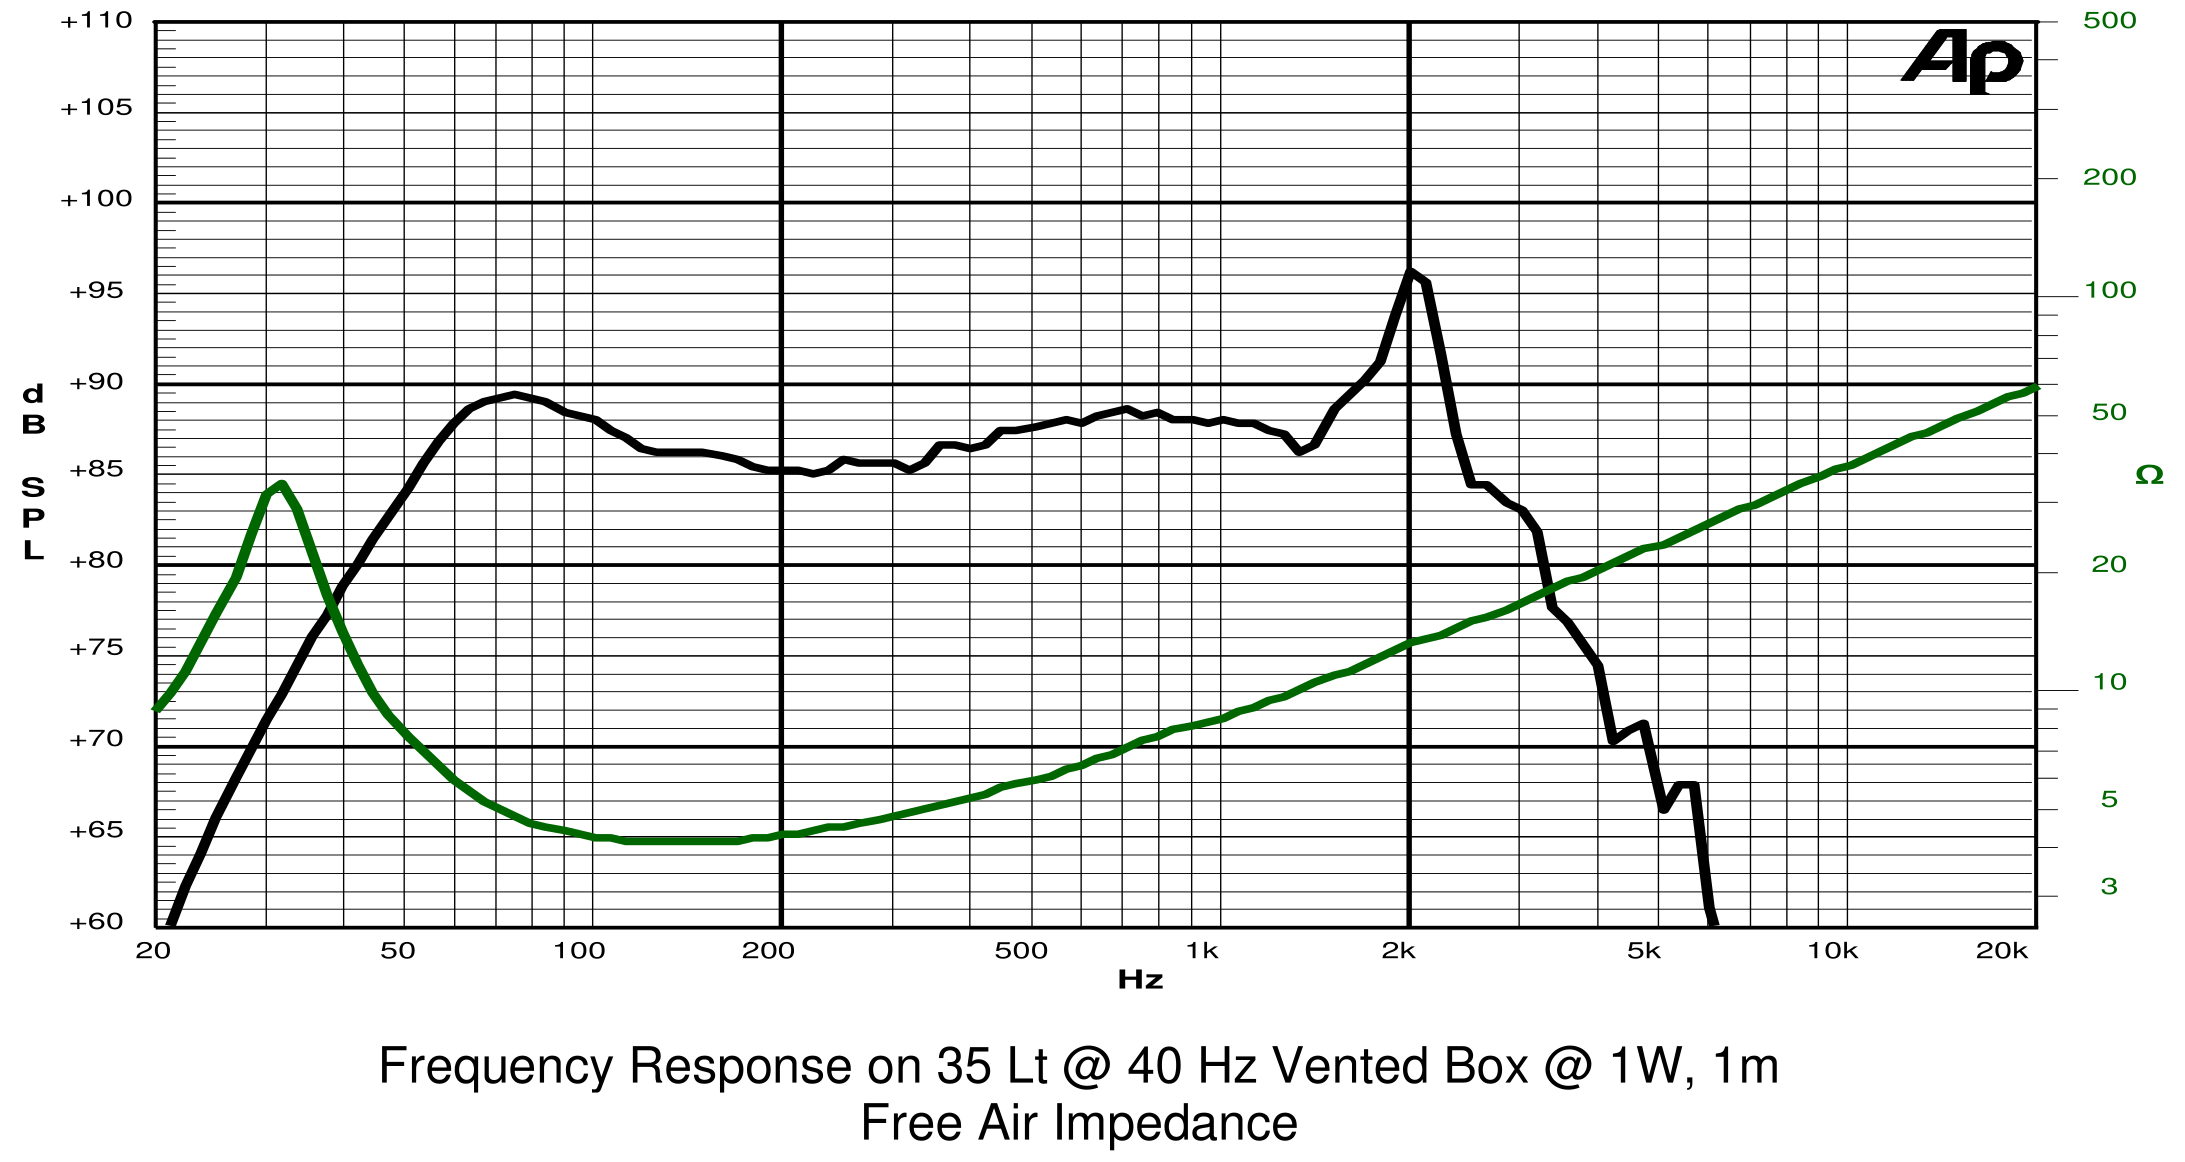 +110
+105
+100
+95
+90
+85
+80
+75
+70
+65
+60
dB SPL
500
200
100
50
Ω
20
10
5
3
Ap
20 50 100 200 500 1k 2k 5k 10k 20k
Hz
Frequency Response on 35 Lt @ 40 Hz Vented Box @ 1W, 1m
Free Air Impedance